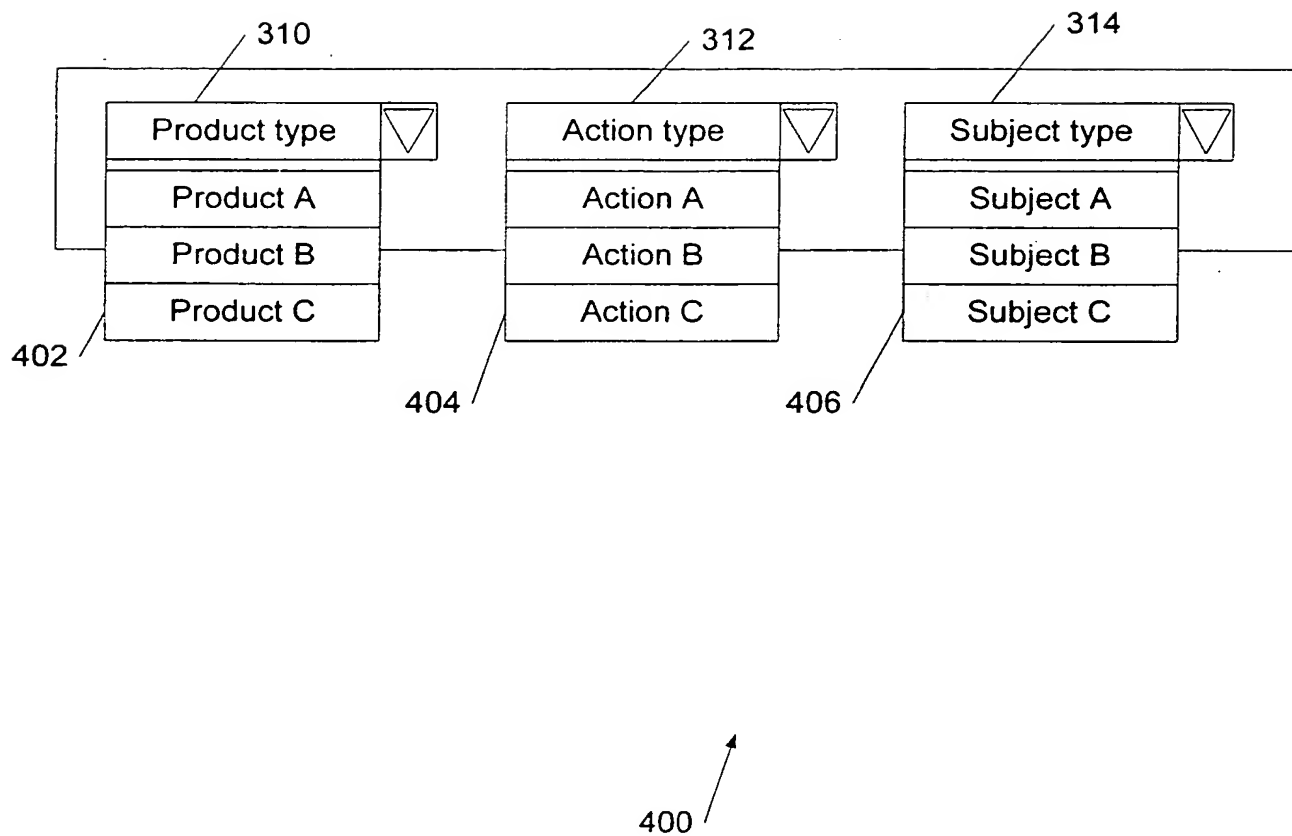 310
312
314
Product type
Action type
Subject type
Product A
Action A
Subject A
Product B
Action B
Subject B
Product C
Action C
Subject C
402
404
406
400